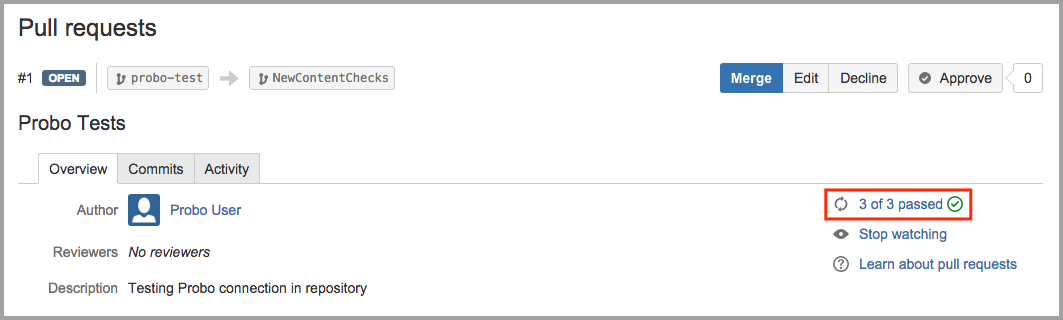 Pull requests
#1 OPEN probo-test NewContentChecks Merge Edit Decline Approve 0
Probo Tests
Overview Commits Activity
Author Probo User 3 of 3 passed
Stop watching
Reviewers No reviewers
Learn about pull requests
Description Testing Probo connection in repository